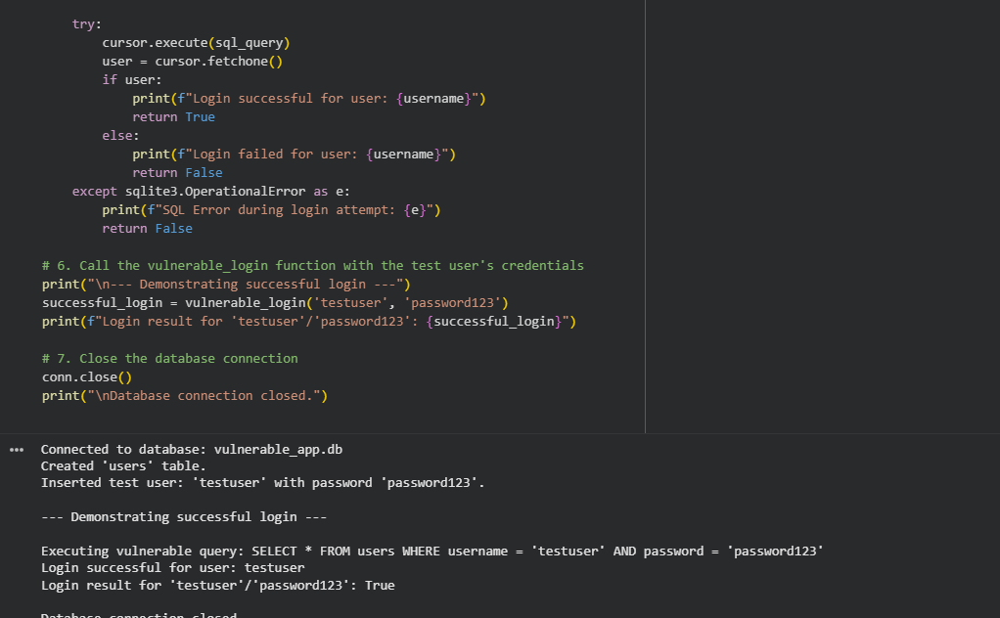 try:
cursor.execute(sql_query)
user = cursor.fetchone()
if user:
print(f"Login successful for user: {username}")
return True
else:
print(f"Login failed for user: {username}")
return False
except sqlite3.OperationalError as e:
print(f"SQL Error during login attempt: {e}")
return False
# 6. Call the vulnerable_login function with the test user's credentials
print("\n--- Demonstrating successful login ---")
successful_login = vulnerable_login('testuser', 'password123')
print(f"Login result for 'testuser'/'password123': {successful_login}")
# 7. Close the database connection
conn.close()
print("\nDatabase connection closed.")
Connected to database: vulnerable_app.db
Created 'users' table.
Inserted test user: 'testuser' with password 'password123'.
--- Demonstrating successful login ---
Executing vulnerable query: SELECT * FROM users WHERE username = 'testuser' AND password = 'password123'
Login successful for user: testuser
Login result for 'testuser'/'password123': True
Database connection closed.